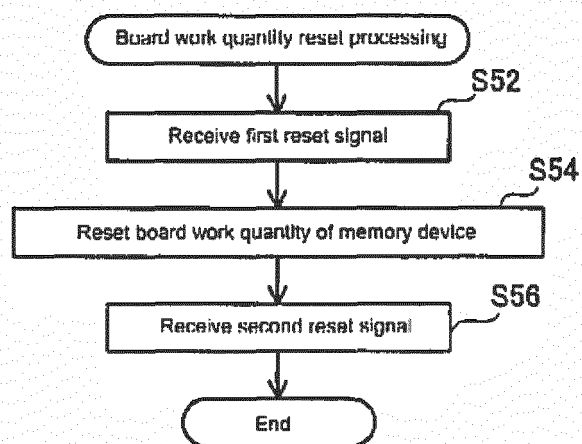 Board work quantity reset processing
S52
Receive first reset signal
S54
Reset board work quantity of memory device
S56
Receive second reset signal
End